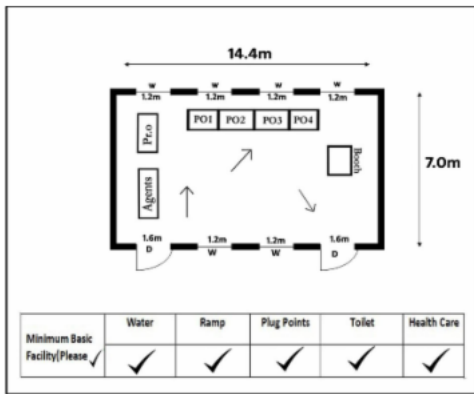 14.4m
W W W W
1.2m 1.2m 1.2m 1.2m
PO1 PO2 PO3 PO4
Pr.o
Booth
7.0m
Agents
1.6m 1.2m 1.2m 1.6m
D W W D
Water Ramp Plug Points Toilet Health Care
Minimum Basic
Facility(Please ✓
✓ ✓ ✓ ✓ ✓